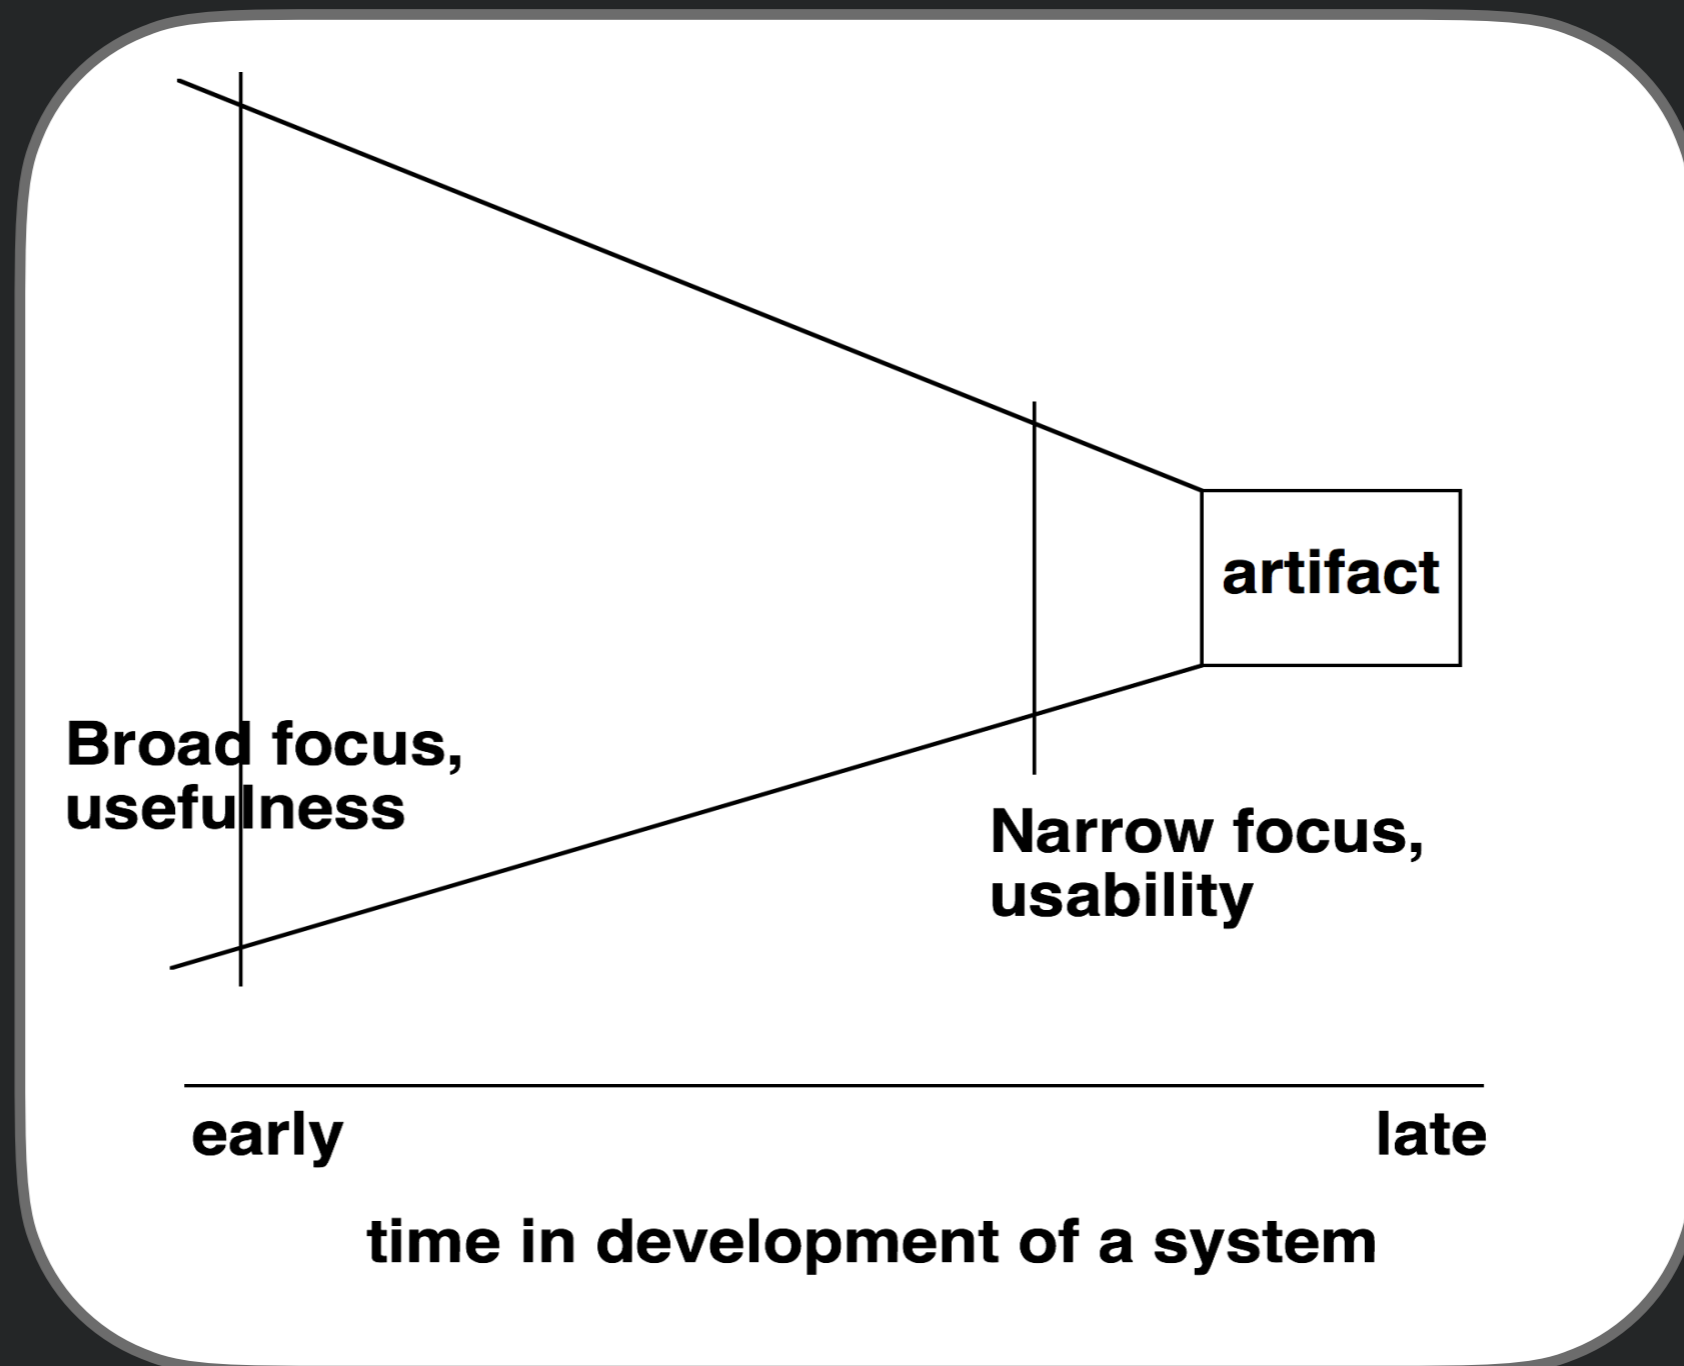 artifact
Broad focus,
usefulness
Narrow focus,
usability
early
late
time in development of a system